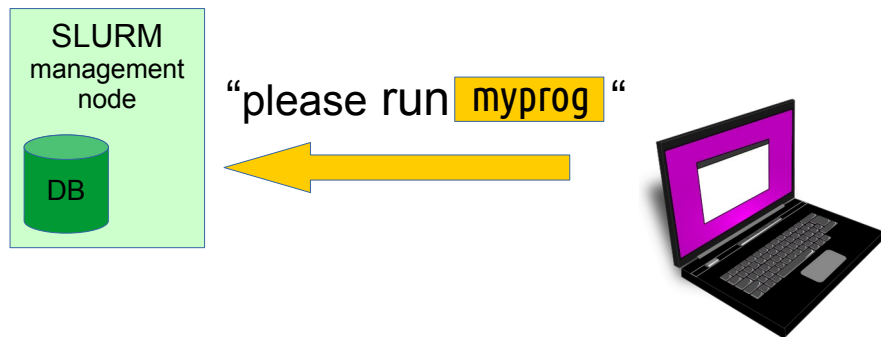 SLURM
management
node
DB
“please run myprog “